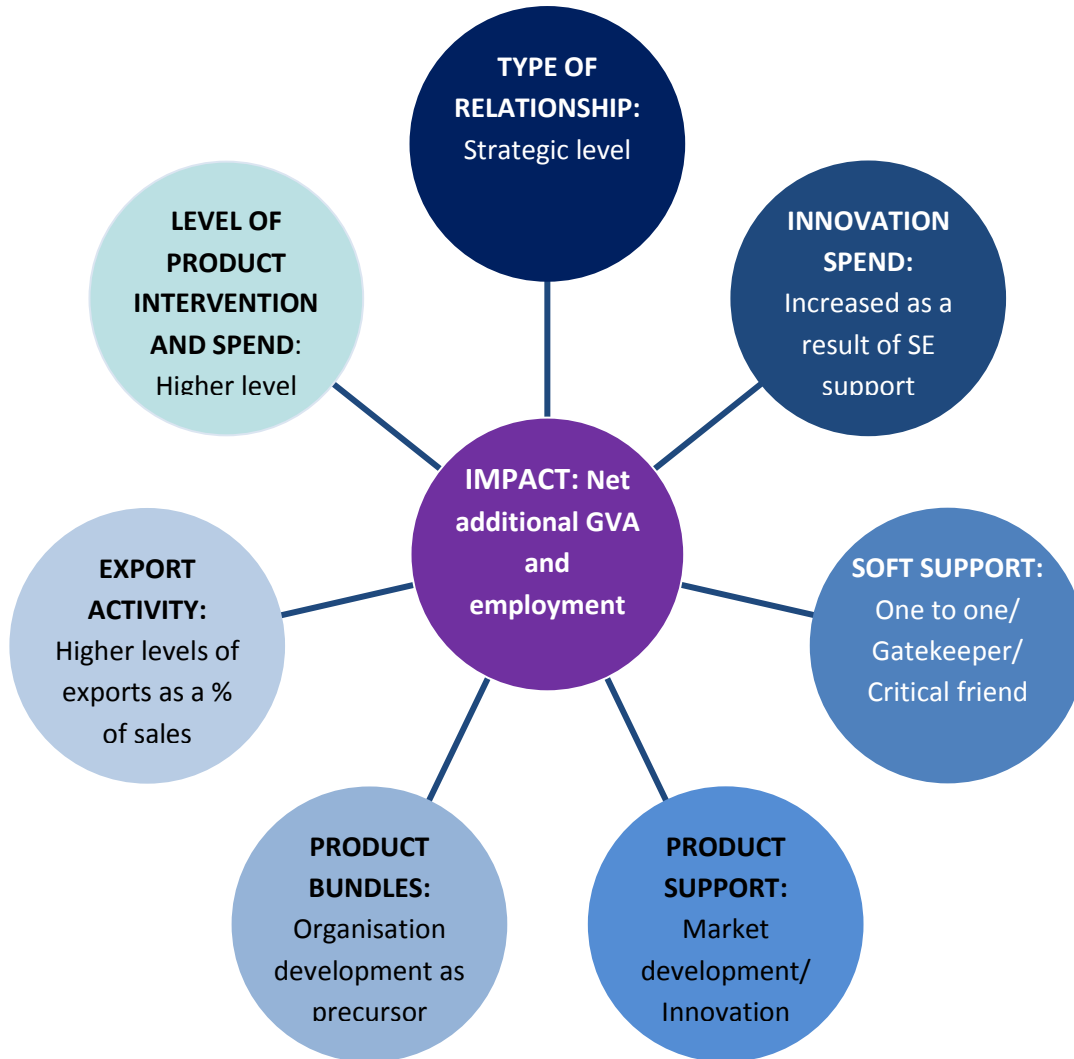 TYPE OF
RELATIONSHIP:
Strategic level
INNOVATION
SPEND:
Increased as a
result of SE
support
SOFT SUPPORT:
One to one/
Gatekeeper/
Critical friend
PRODUCT
SUPPORT:
Market
development/
Innovation
PRODUCT
BUNDLES:
Organisation
development as
precursor
EXPORT
ACTIVITY:
Higher levels of
exports as a %
of sales
LEVEL OF
PRODUCT
INTERVENTION
AND SPEND:
Higher level
IMPACT: Net
additional GVA
and
employment